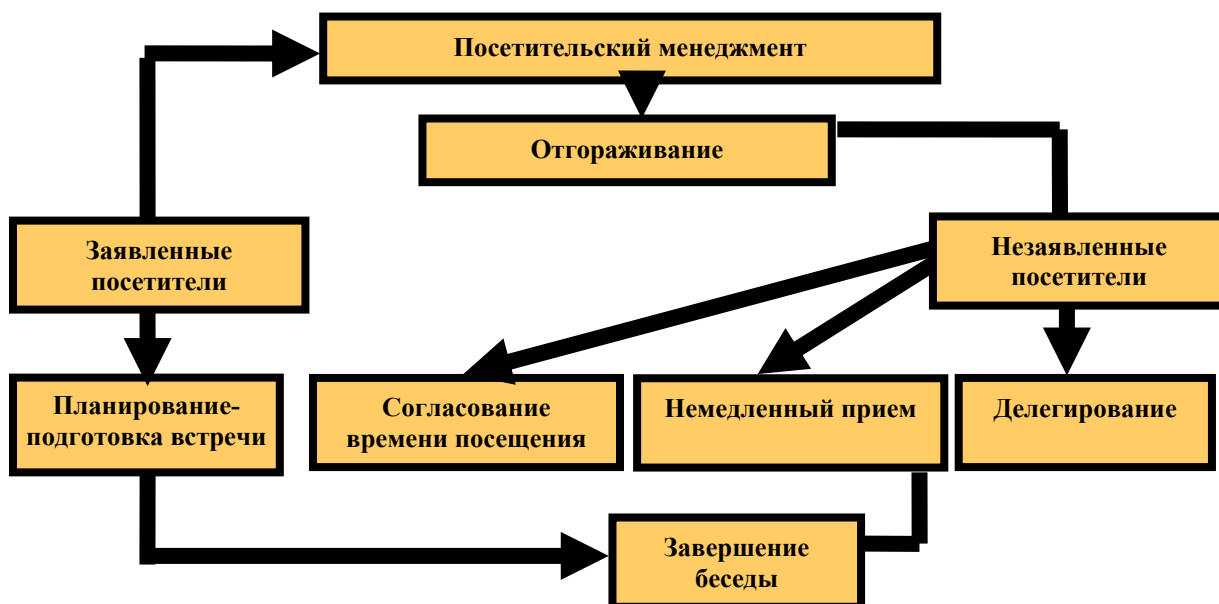 Посетительский менеджмент
Отгораживание
Заявленные
посетители
Незаявленные
посетители
Планирование-
подготовка встречи
Согласование
времени посещения
Немедленный прием
Делегирование
Завершение
беседы